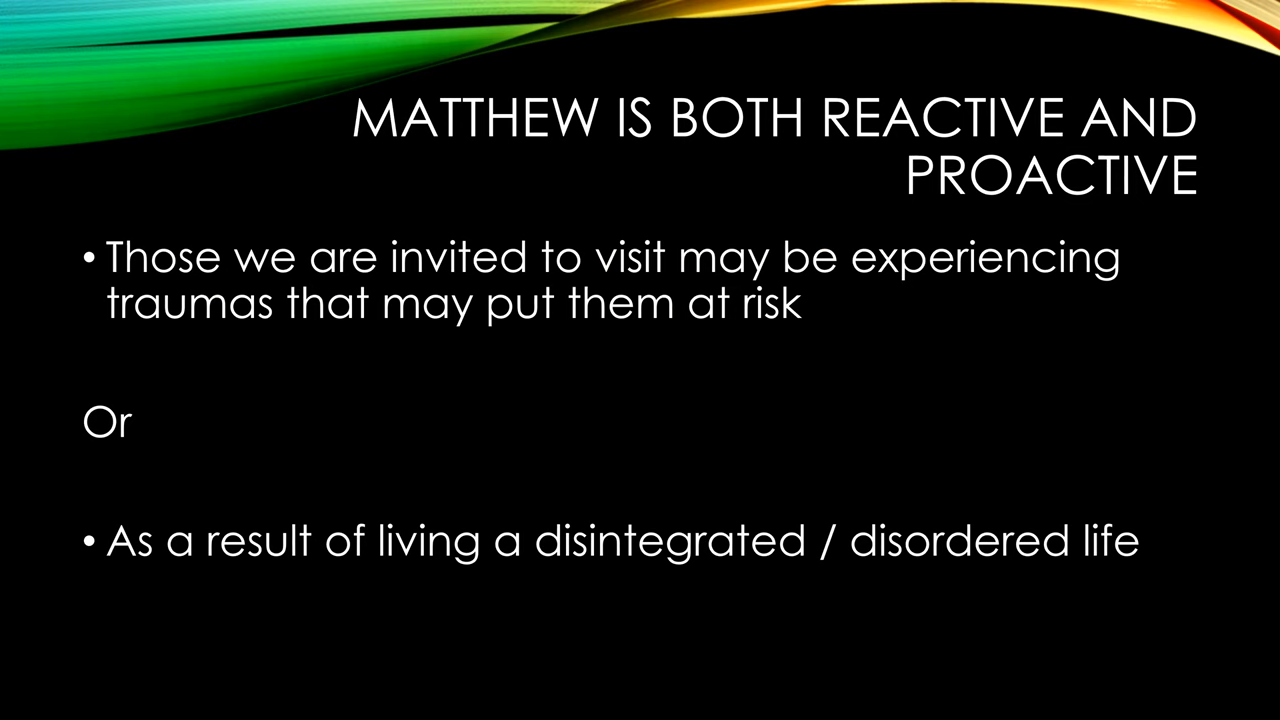 MATTHEW IS BOTH REACTIVE AND
PROACTIVE
• Those we are invited to visit may be experiencing
traumas that may put them at risk
Or
• As a result of living a disintegrated / disordered life